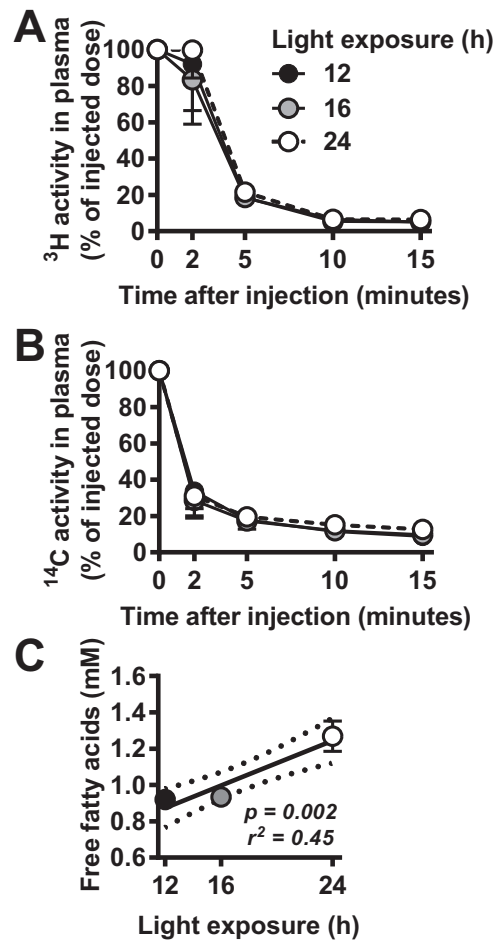 A
³H activity in plasma
(% of injected dose)
100
80
60
40
20
0
0 2 5 10 15
Time after injection (minutes)
Light exposure (h)
12
16
24
B
¹⁴C activity in plasma
(% of injected dose)
100
80
60
40
20
0
0 2 5 10 15
Time after injection (minutes)
C
Free fatty acids (mM)
1.6
1.4
1.2
1.0
0.8
0.6
p = 0.002
r² = 0.45
12 16 24
Light exposure (h)